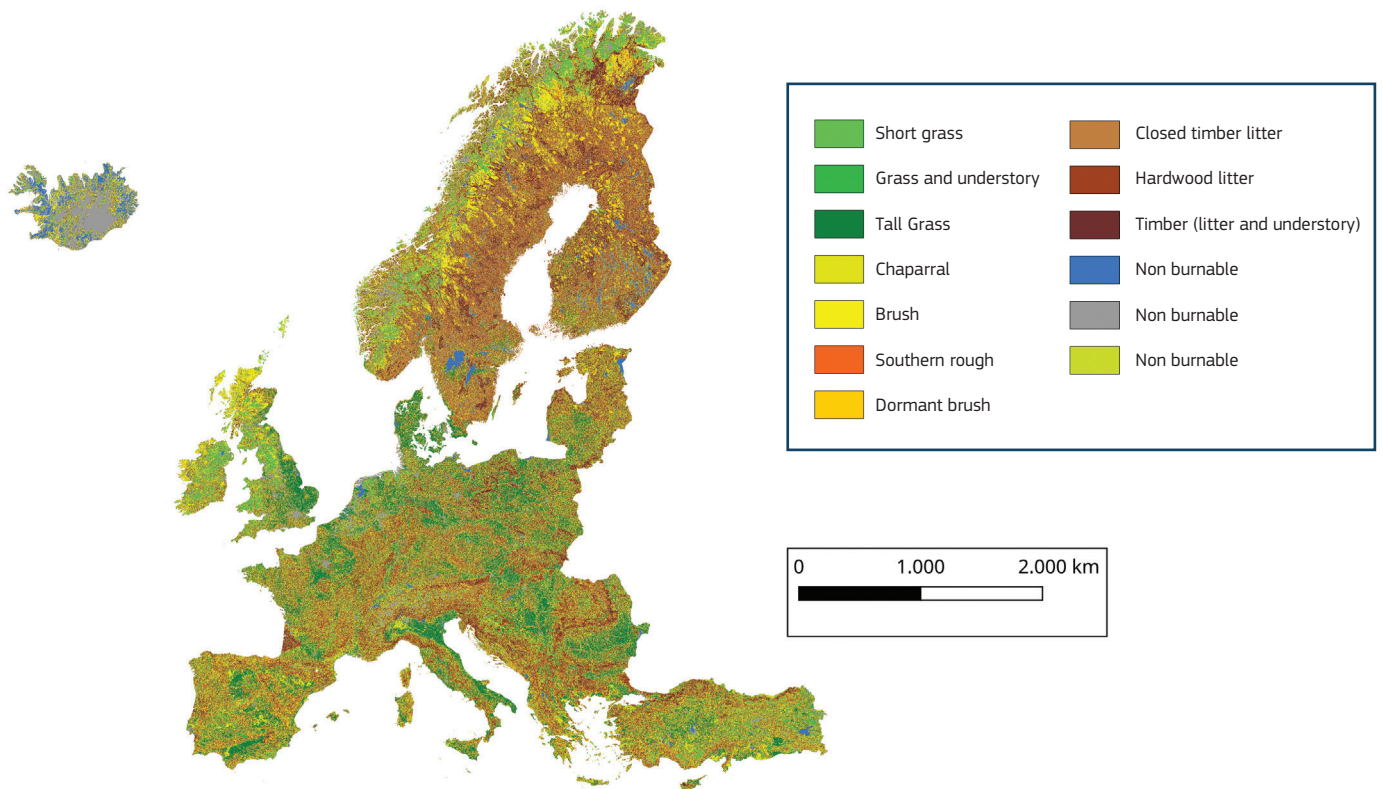 Short grass
Grass and understory
Tall Grass
Chaparral
Brush
Southern rough
Dormant brush
Closed timber litter
Hardwood litter
Timber (litter and understory)
Non burnable
Non burnable
Non burnable
0 1.000 2.000 km